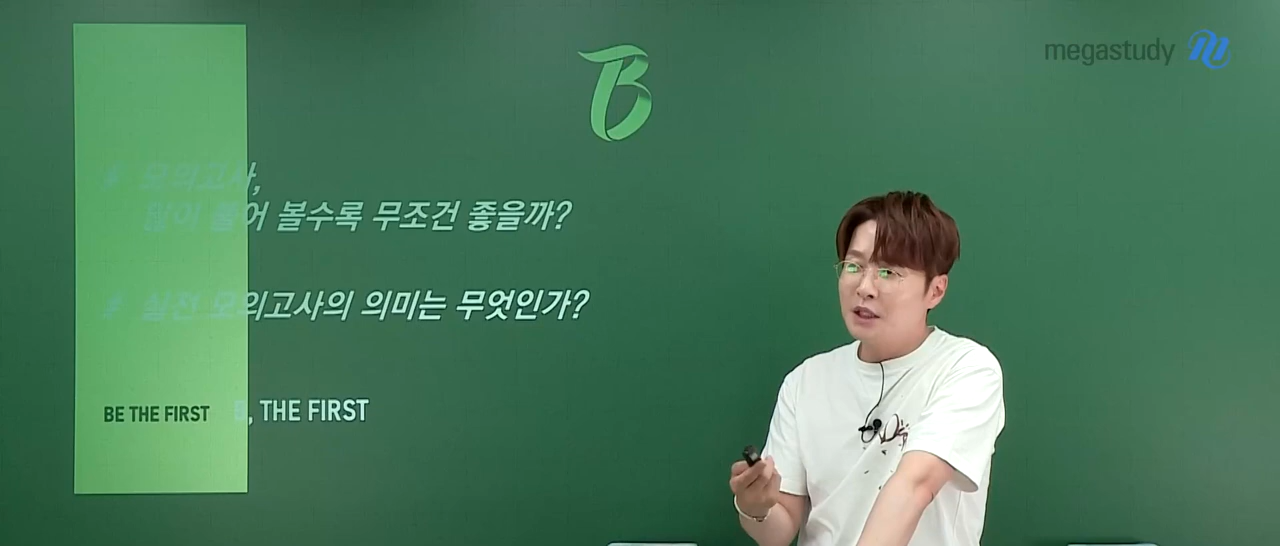 megastudy
B
# 모의고사,
많이 풀어 볼수록 무조건 좋을까?
# 실전 모의고사의 의미는 무엇인가?
BE THE FIRST B, THE FIRST